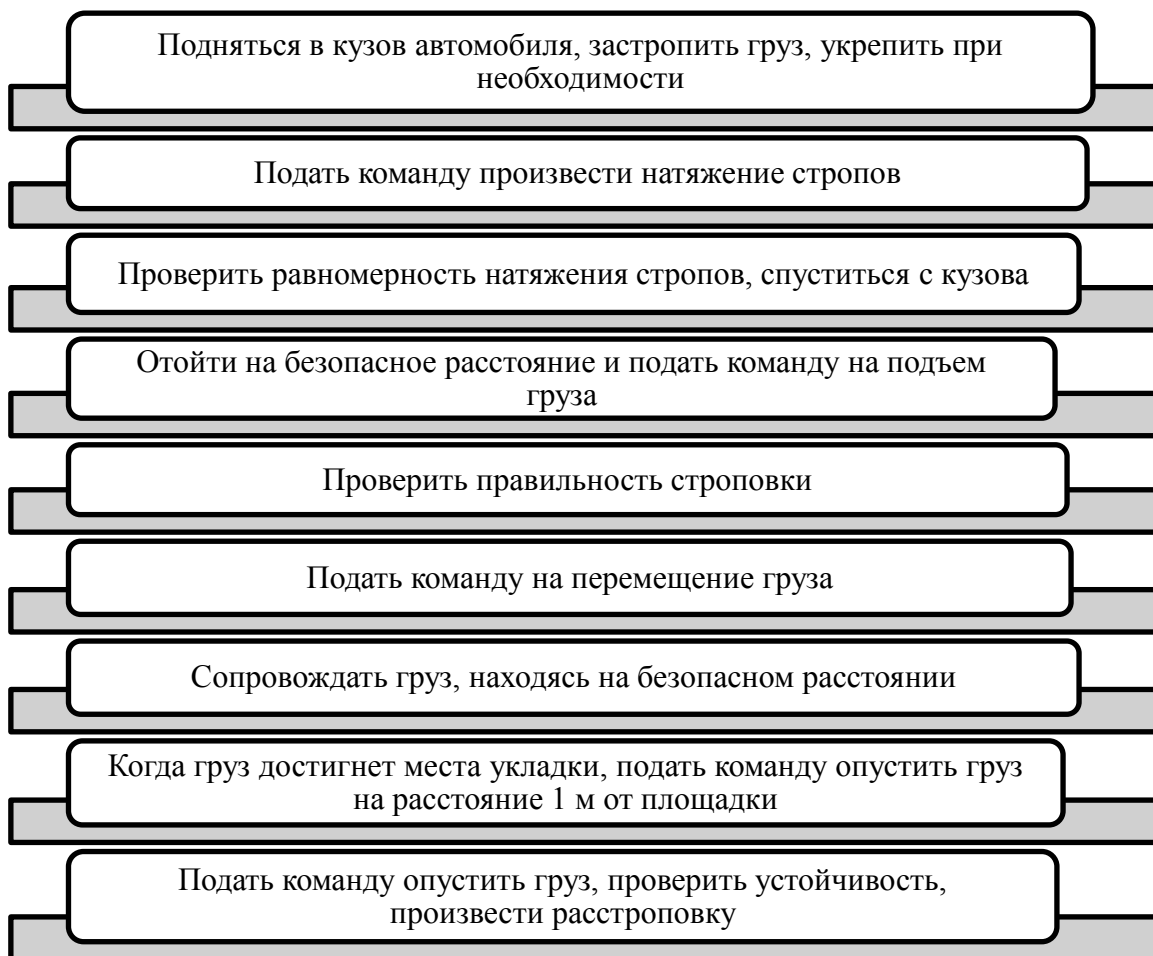 Подняться в кузов автомобиля, застропить груз, укрепить при
необходимости
Подать команду произвести натяжение стропов
Проверить равномерность натяжения стропов, спуститься с кузова
Отойти на безопасное расстояние и подать команду на подъем
груза
Проверить правильность строповки
Подать команду на перемещение груза
Сопровождать груз, находясь на безопасном расстоянии
Когда груз достигнет места укладки, подать команду опустить груз
на расстояние 1 м от площадки
Подать команду опустить груз, проверить устойчивость,
произвести расстроповку